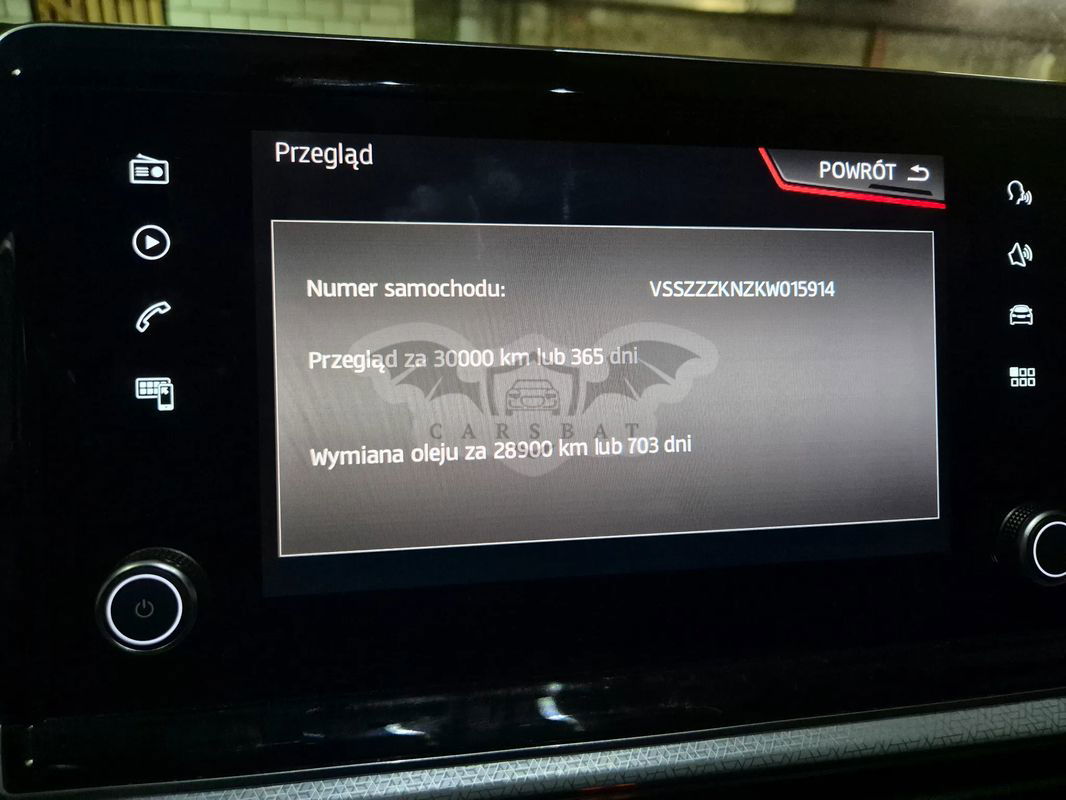 Przegląd
POWRÓT
Numer samochodu: VSSZZZKNZKW015914
Przegląd za 30000 km lub 365 dni
CARSBAT
Wymiana oleju za 28900 km lub 703 dni